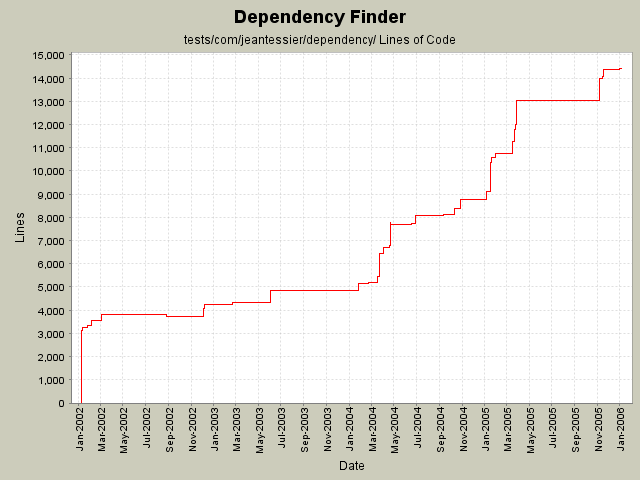 Dependency Finder
tests/com/jeantessier/dependency/ Lines of Code
Lines
15,000
14,000
13,000
12,000
11,000
10,000
9,000
8,000
7,000
6,000
5,000
4,000
3,000
2,000
1,000
0
Jan-2002
Mar-2002
May-2002
Jul-2002
Sep-2002
Nov-2002
Jan-2003
Mar-2003
May-2003
Jul-2003
Sep-2003
Nov-2003
Jan-2004
Mar-2004
May-2004
Jul-2004
Sep-2004
Nov-2004
Jan-2005
Mar-2005
May-2005
Jul-2005
Sep-2005
Nov-2005
Jan-2006
Date